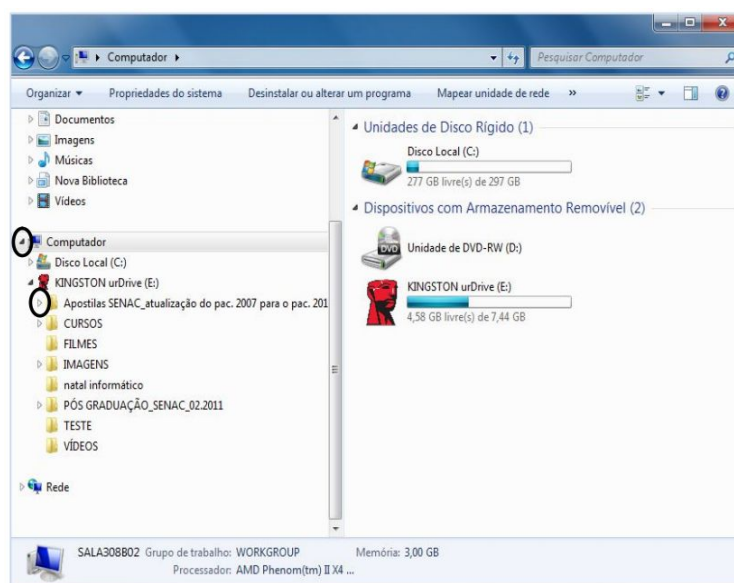 Computador
Pesquisar Computador
Organizar Propriedades do sistema Desinstalar ou alterar um programa Mapear unidade de rede »
Documentos
Imagens
Músicas
Nova Biblioteca
Vídeos
Computador
Disco Local (C:)
KINGSTON urDrive (E:)
Apostilas SENAC_atualização do pac. 2007 para o pac. 201
CURSOS
FILMES
IMAGENS
natal informático
PÓS GRADUAÇÃO_SENAC_02.2011
TESTE
VÍDEOS
Rede
Unidades de Disco Rígido (1)
Disco Local (C:)
277 GB livre(s) de 297 GB
Dispositivos com Armazenamento Removível (2)
DVD
Unidade de DVD-RW (D:)
KINGSTON urDrive (E:)
4,58 GB livre(s) de 7,44 GB
SALA308B02 Grupo de trabalho: WORKGROUP Memória: 3,00 GB
Processador: AMD Phenom(tm) II X4 ...